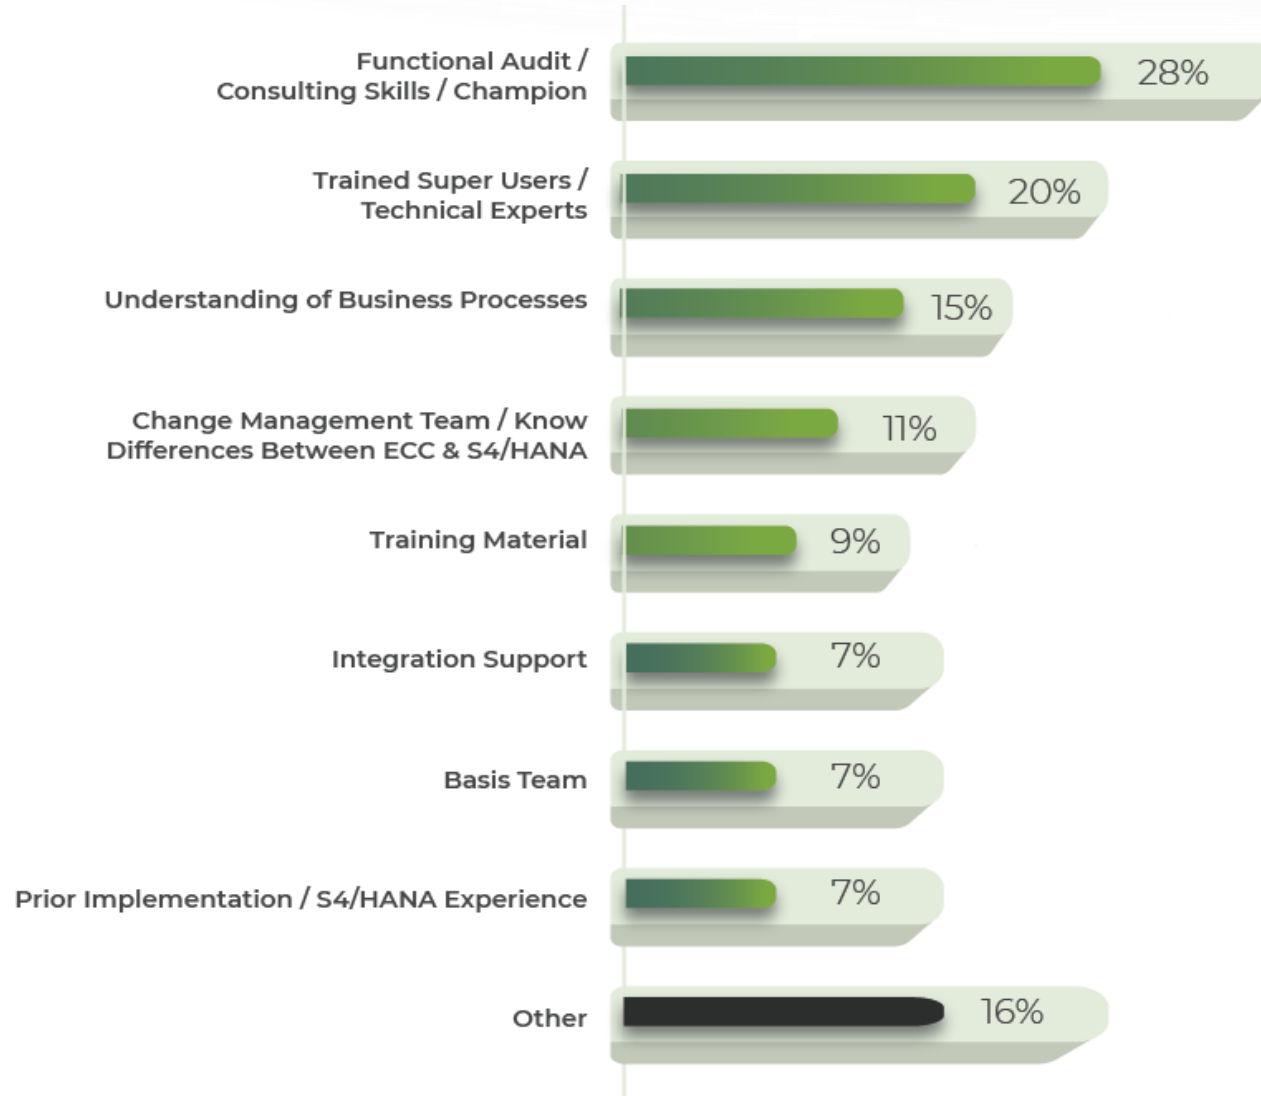 Functional Audit /
Consulting Skills / Champion
28%
Trained Super Users /
Technical Experts
20%
Understanding of Business Processes
15%
Change Management Team / Know
Differences Between ECC & S4/HANA
11%
Training Material
9%
Integration Support
7%
Basis Team
7%
Prior Implementation / S4/HANA Experience
7%
Other
16%